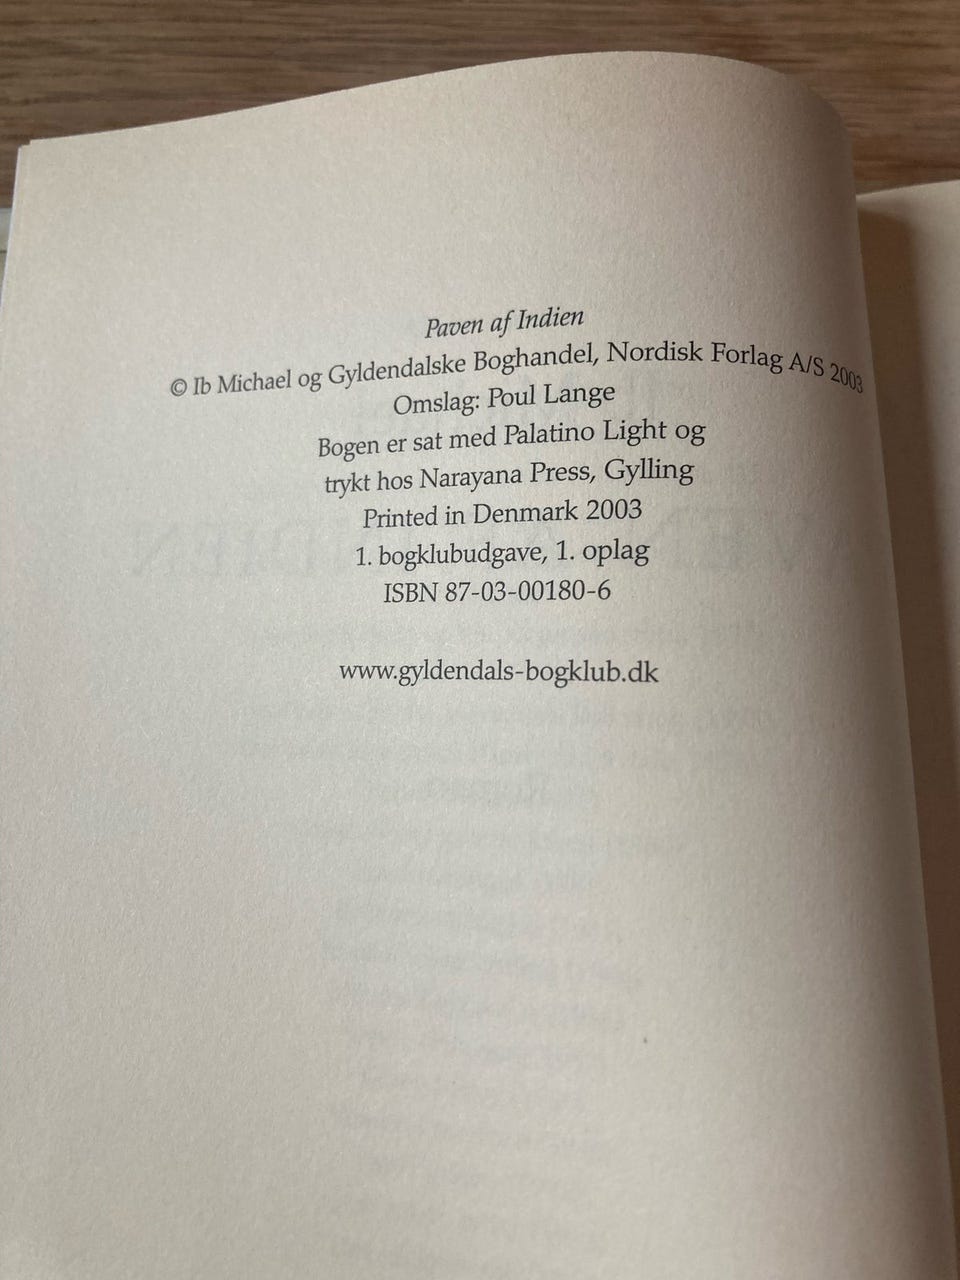 Paven af Indien
© Ib Michael og Gyldendalske Boghandel, Nordisk Forlag A/S 2003
Omslag: Poul Lange
Bogen er sat med Palatino Light og
trykt hos Narayana Press, Gylling
Printed in Denmark 2003
1. bogklubudgave, 1. oplag
ISBN 87-03-00180-6
www.gyldendals-bogklub.dk